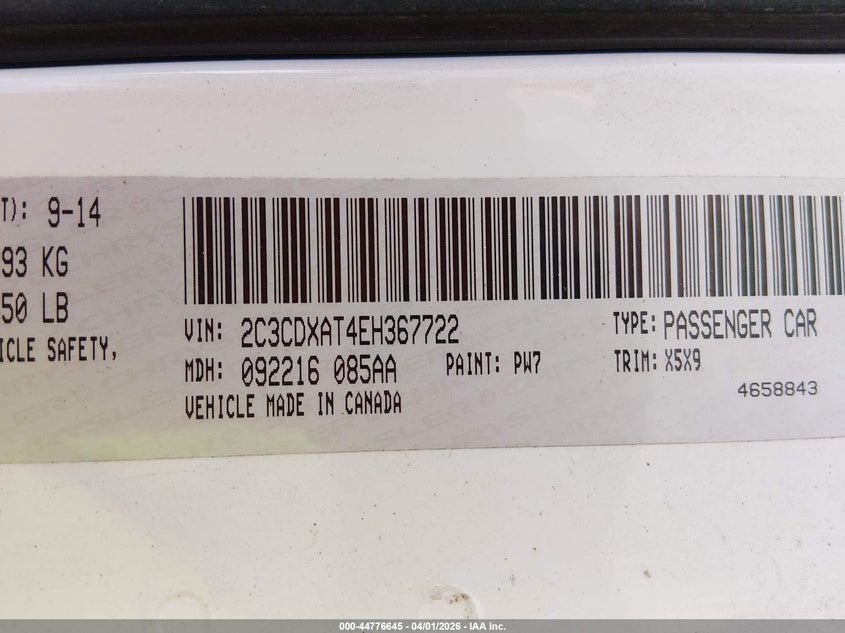 T): 9-14
93 KG
50 LB
ICLE SAFETY,
VIN: 2C3CDXAT4EH367722
TYPE: PASSENGER CAR
MDH: 092216 085AA
PAINT: PW7
TRIM: X5X9
VEHICLE MADE IN CANADA
4658843
000-44776645 - 04/01/2026 - IAA Inc.